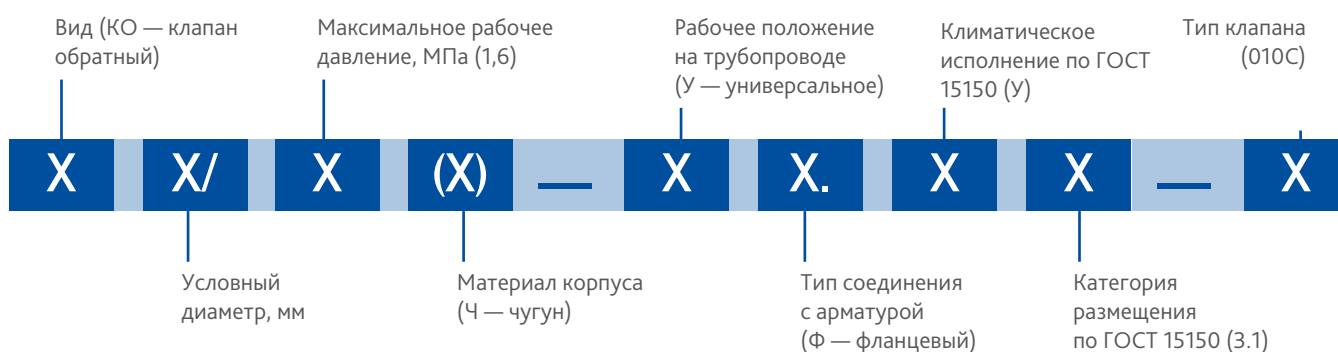 Вид (КО — клапан
обратный)
Максимальное рабочее
давление, МПа (1,6)
Рабочее положение
на трубопроводе
(У — универсальное)
Климатическое
исполнение по ГОСТ
15150 (У)
Тип клапана
(010С)
X X/ X (X) — X X. X X — X
Условный
диаметр, мм
Материал корпуса
(Ч — чугун)
Тип соединения
с арматурой
(Ф — фланцевый)
Категория
размещения
по ГОСТ 15150 (3.1)